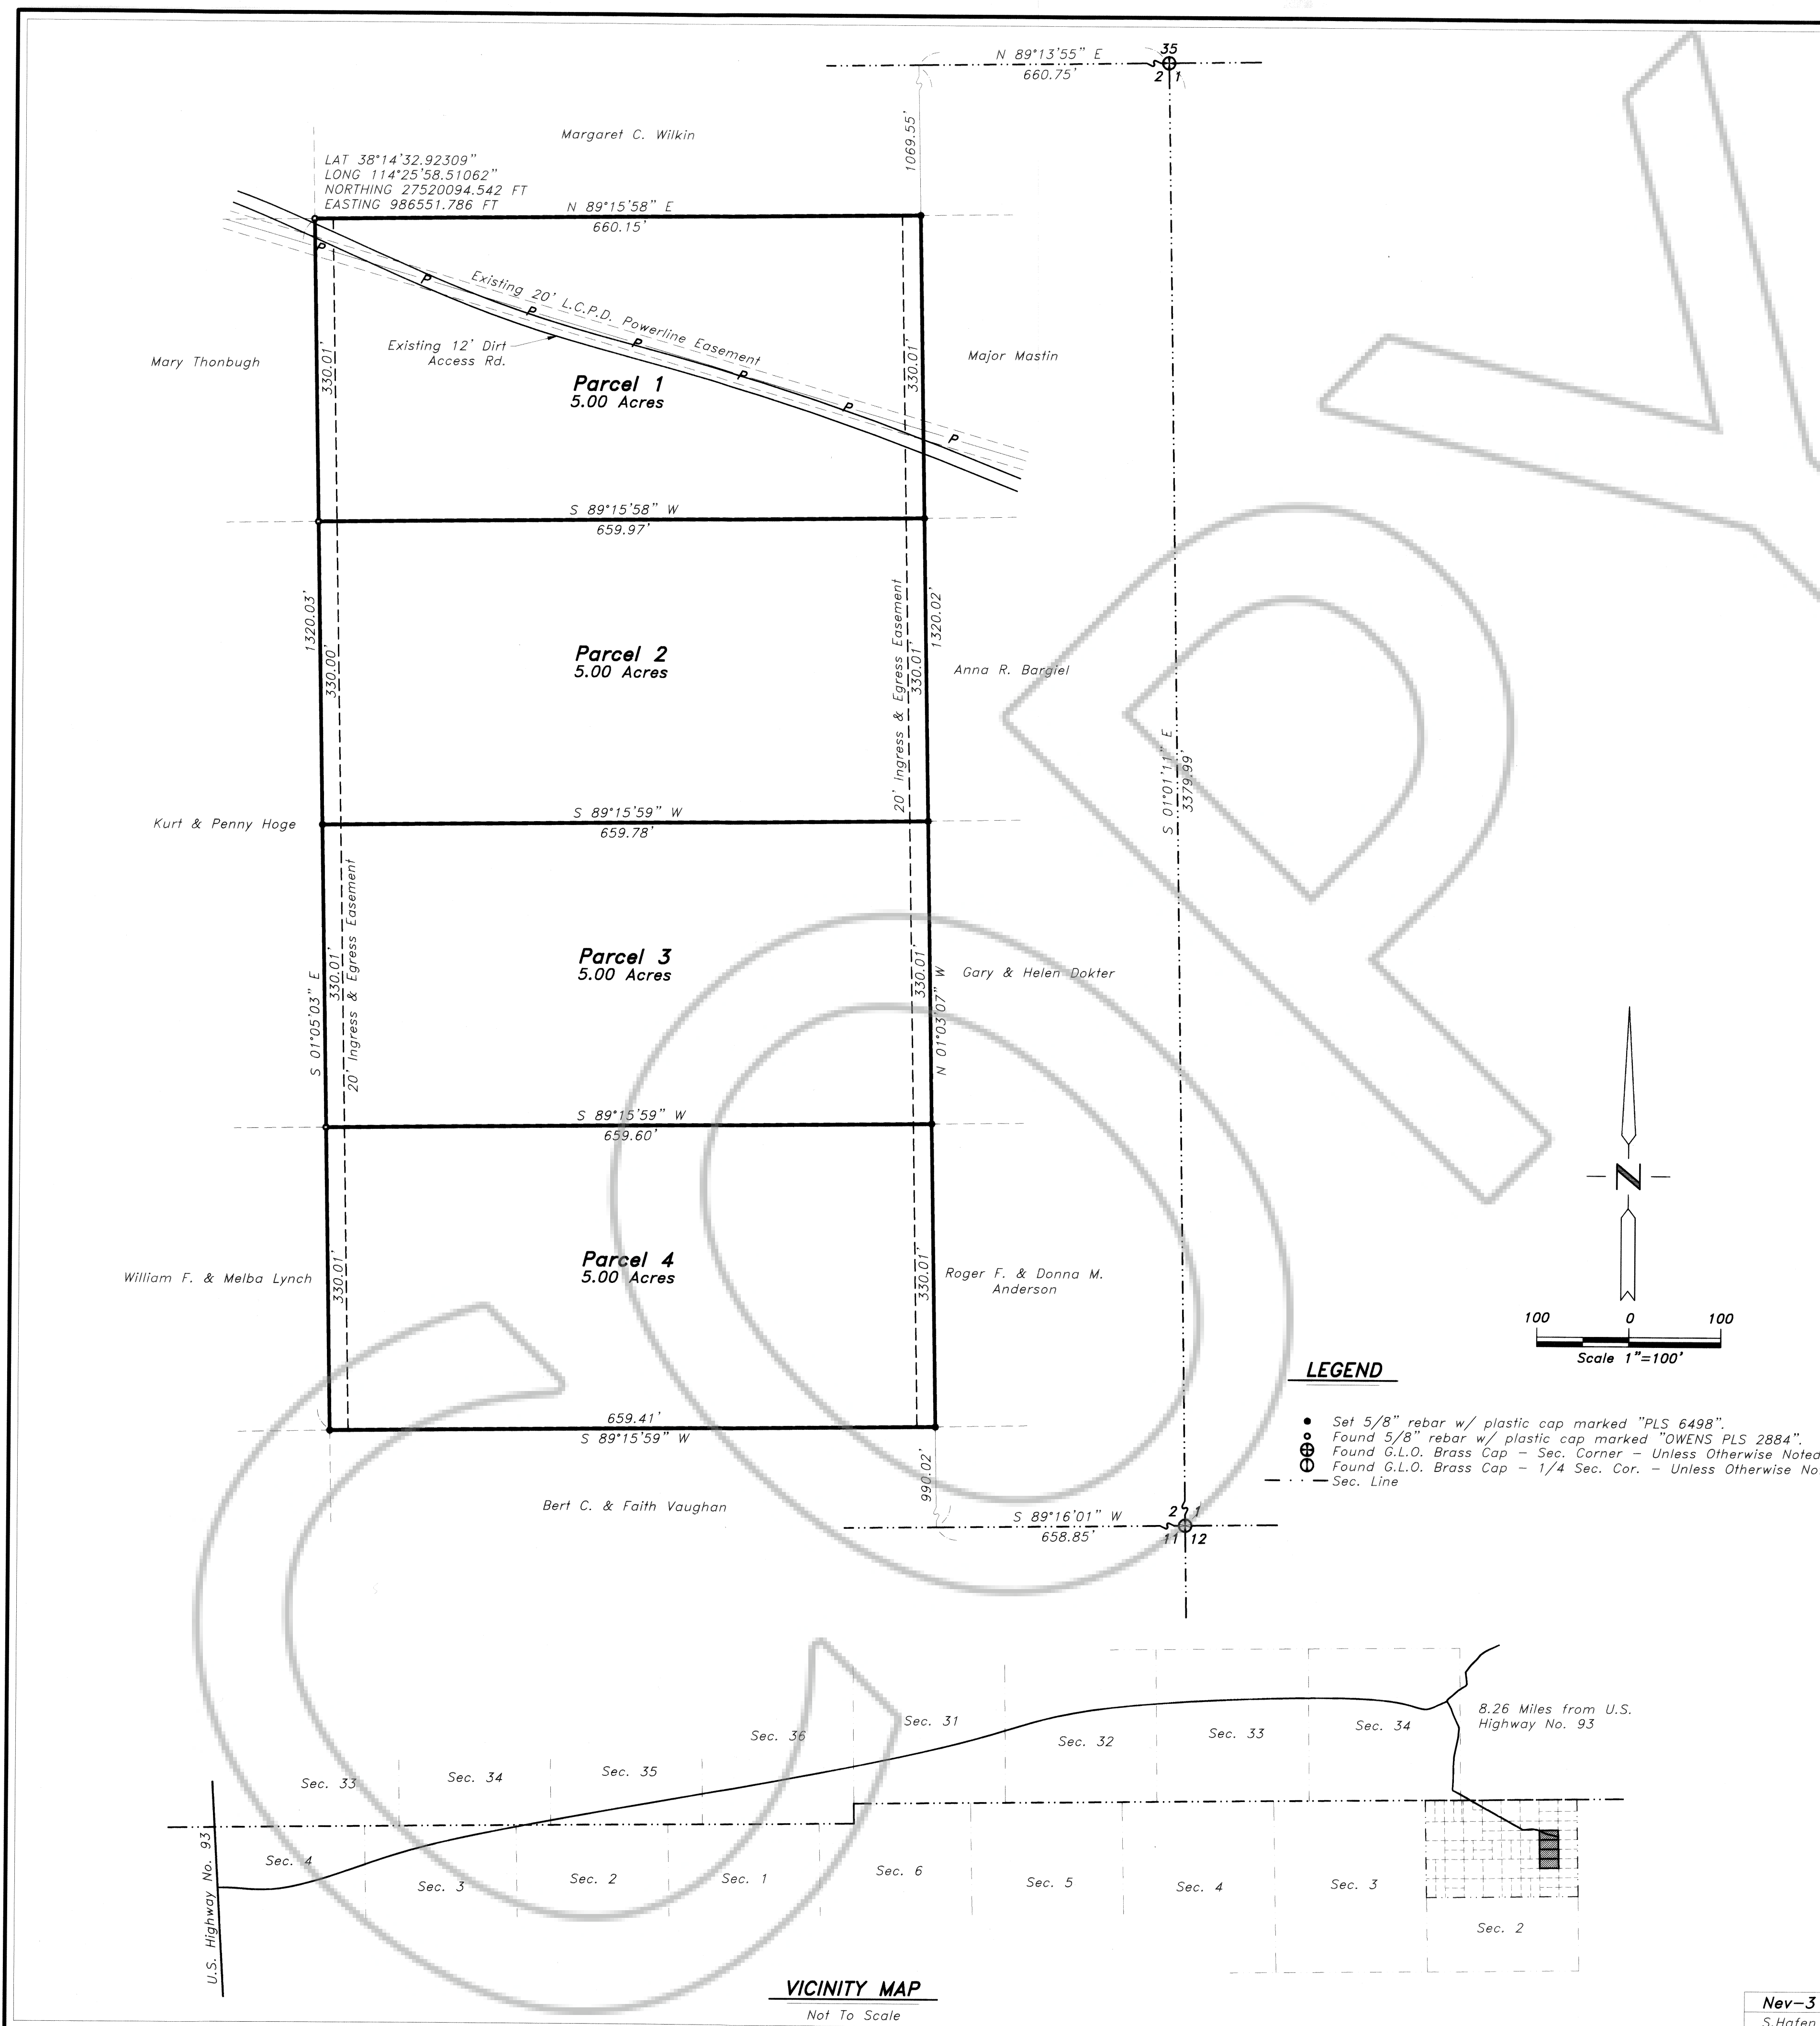 35
N 89°13'55" E
660.75'
2 1
1069.55'
Margaret C. Wilkin
LAT 38°14'32.92309"
LONG 114°25'58.51062"
NORTHING 27520094.542 FT
EASTING 986551.786 FT
N 89°15'58" E
660.15'
P
P
P
P
P
P
P
Existing 20' L.C.P.D. Powerline Easement
Existing 12' Dirt
Access Rd.
Mary Thonbugh
330.01'
Parcel 1
5.00 Acres
330.01'
Major Mastin
S 89°15'58" W
659.97'
1320.03'
330.00'
Parcel 2
5.00 Acres
20' Ingress & Egress Easement
330.01'
1320.02'
Anna R. Bargiel
S 01°01'11" E
3379.99'
Kurt & Penny Hoge
S 89°15'59" W
659.78'
S 01°05'03" E
330.01'
20' Ingress & Egress Easement
Parcel 3
5.00 Acres
330.01'
N 01°03'07" W
Gary & Helen Dokter
S 89°15'59" W
659.60'
William F. & Melba Lynch
330.01'
Parcel 4
5.00 Acres
330.01'
Roger F. & Donna M.
Anderson
659.41'
S 89°15'59" W
990.02'
Bert C. & Faith Vaughan
S 89°16'01" W
658.85'
2 1
11 12
N
100 0 100
Scale 1"=100'
LEGEND
Set 5/8" rebar w/ plastic cap marked "PLS 6498".
Found 5/8" rebar w/ plastic cap marked "OWENS PLS 2884".
Found G.L.O. Brass Cap - Sec. Corner - Unless Otherwise Noted
Found G.L.O. Brass Cap - 1/4 Sec. Cor. - Unless Otherwise No
Sec. Line
8.26 Miles from U.S.
Highway No. 93
Sec. 33
Sec. 34
Sec. 35
Sec. 36
Sec. 31
Sec. 32
Sec. 33
Sec. 34
U.S. Highway No. 93
Sec. 4
Sec. 3
Sec. 2
Sec. 1
Sec. 6
Sec. 5
Sec. 4
Sec. 3
Sec. 2
VICINITY MAP
Not To Scale
Nev-3
S.Hafen
COPY